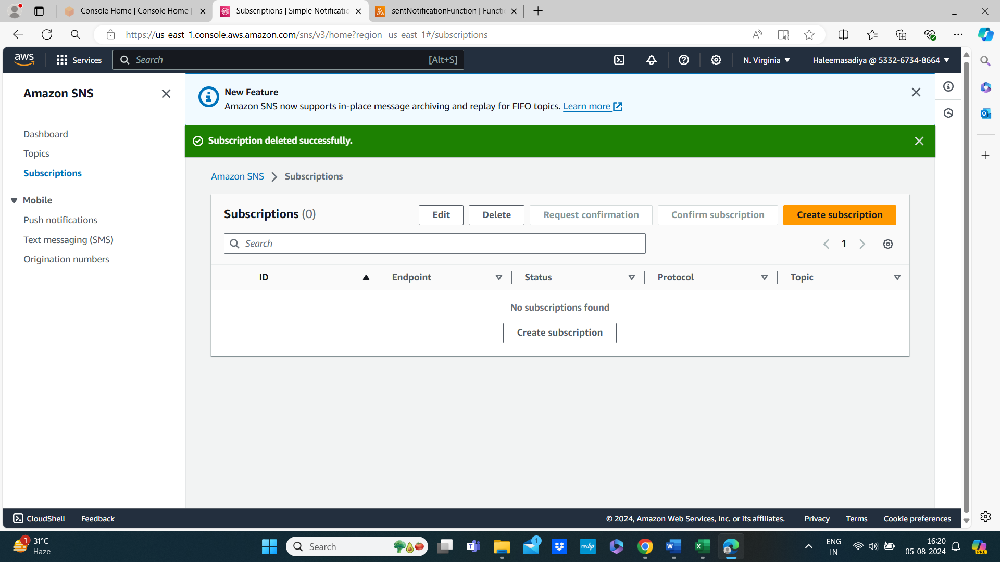 Console Home | Console Home |
Subscriptions | Simple Notificatio
sentNotificationFunction | Functi
https://us-east-1.console.aws.amazon.com/sns/v3/home?region=us-east-1#/subscriptions
aws
Services
Search
[Alt+S]
N. Virginia
Haleemasadiya @ 5332-6734-8664
Amazon SNS
Dashboard
Topics
Subscriptions
Mobile
Push notifications
Text messaging (SMS)
Origination numbers
New Feature
Amazon SNS now supports in-place message archiving and replay for FIFO topics. Learn more
Subscription deleted successfully.
Amazon SNS > Subscriptions
Subscriptions (0)
Edit
Delete
Request confirmation
Confirm subscription
Create subscription
Search
1
ID
Endpoint
Status
Protocol
Topic
No subscriptions found
Create subscription
CloudShell
Feedback
© 2024, Amazon Web Services, Inc. or its affiliates.
Privacy
Terms
Cookie preferences
1
31°C
Haze
Search
1
myhp
ENG
IN
16:20
05-08-2024
PRE